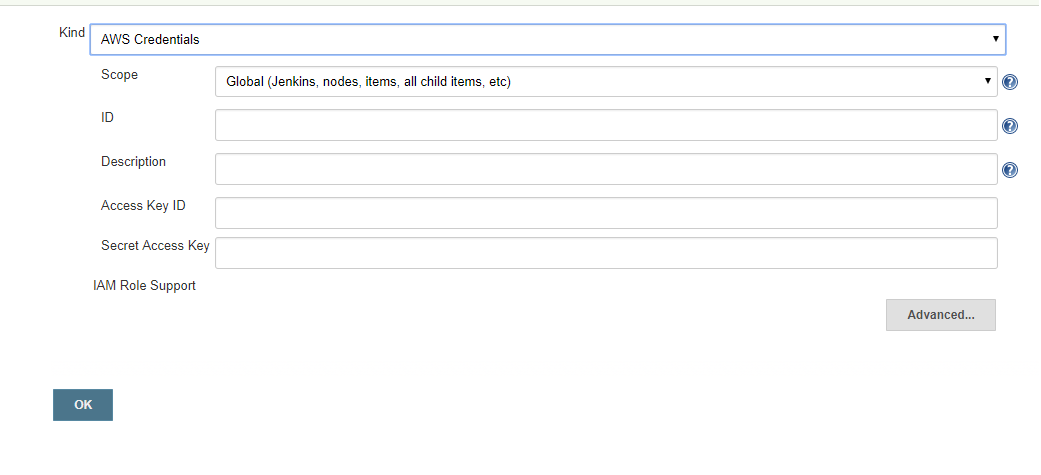 Kind AWS Credentials
Scope Global (Jenkins, nodes, items, all child items, etc)
ID
Description
Access Key ID
Secret Access Key
IAM Role Support
Advanced...
OK